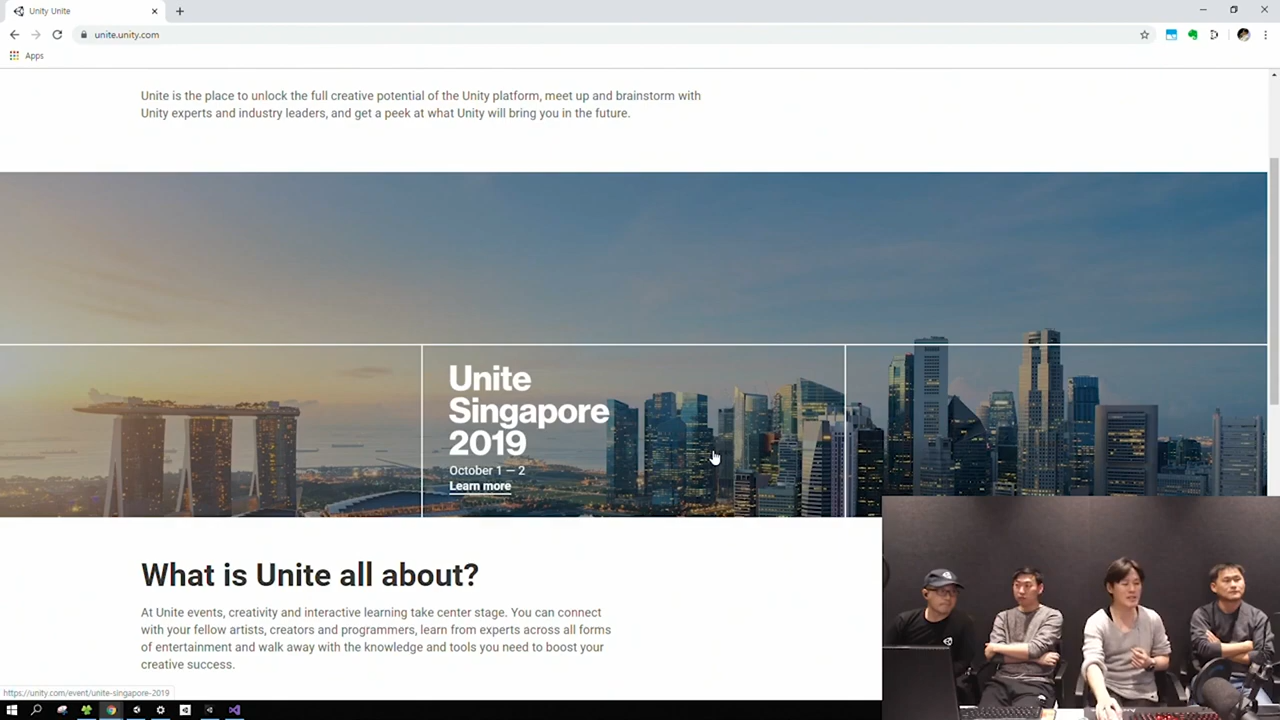 Unity Unite
unite.unity.com
Apps
Unite is the place to unlock the full creative potential of the Unity platform, meet up and brainstorm with
Unity experts and industry leaders, and get a peek at what Unity will bring you in the future.
Unite
Singapore
2019
October 1 — 2
Learn more
What is Unite all about?
At Unite events, creativity and interactive learning take center stage. You can connect
with your fellow artists, creators and programmers, learn from experts across all forms
of entertainment and walk away with the knowledge and tools you need to boost your
creative success.
https://unity.com/event/unite-singapore-2019